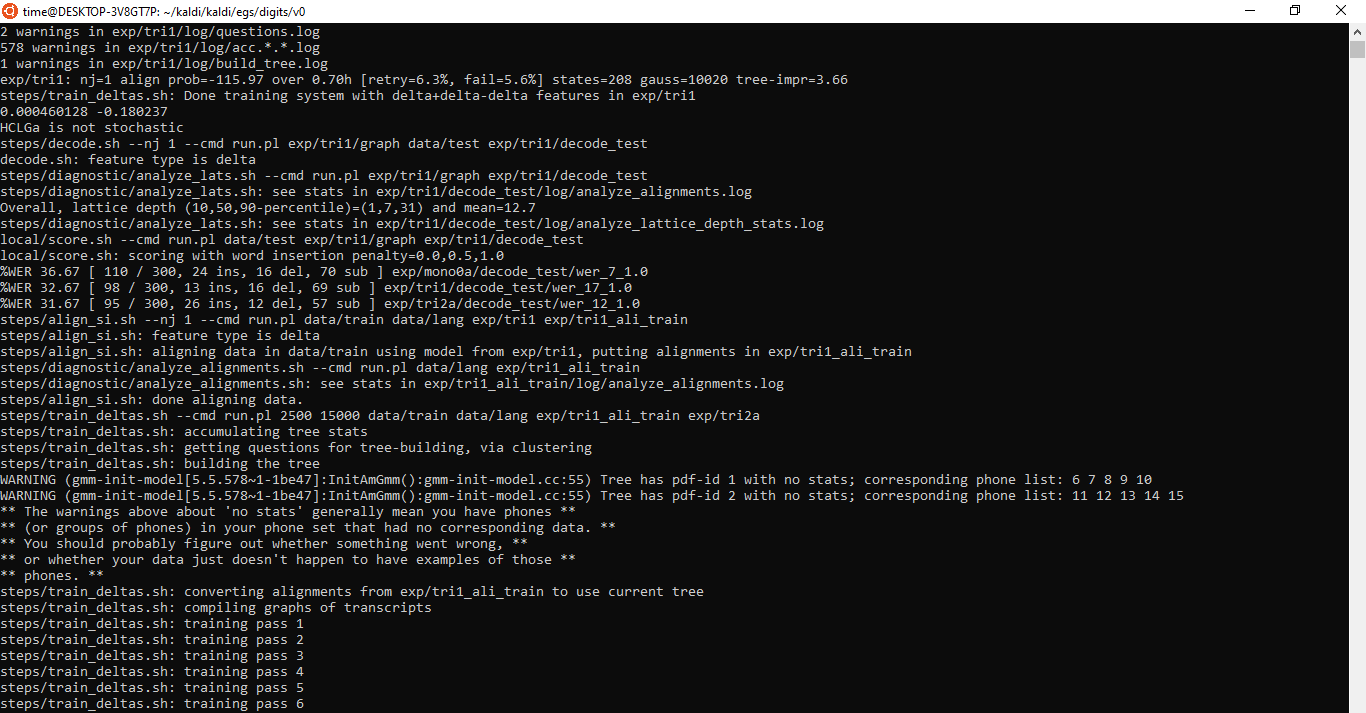 time@DESKTOP-3V8GT7P: ~/kaldi/kaldi/egs/digits/v0
2 warnings in exp/tri1/log/questions.log
578 warnings in exp/tri1/log/acc.*.*.log
1 warnings in exp/tri1/log/build_tree.log
exp/tri1: nj=1 align prob=-115.97 over 0.70h [retry=6.3%, fail=5.6%] states=208 gauss=10020 tree-impr=3.66
steps/train_deltas.sh: Done training system with delta+delta-delta features in exp/tri1
0.000460128 -0.180237
HCLGa is not stochastic
steps/decode.sh --nj 1 --cmd run.pl exp/tri1/graph data/test exp/tri1/decode_test
decode.sh: feature type is delta
steps/diagnostic/analyze_lats.sh --cmd run.pl exp/tri1/graph exp/tri1/decode_test
steps/diagnostic/analyze_lats.sh: see stats in exp/tri1/decode_test/log/analyze_alignments.log
Overall, lattice depth (10,50,90-percentile)=(1,7,31) and mean=12.7
steps/diagnostic/analyze_lats.sh: see stats in exp/tri1/decode_test/log/analyze_lattice_depth_stats.log
local/score.sh --cmd run.pl data/test exp/tri1/graph exp/tri1/decode_test
local/score.sh: scoring with word insertion penalty=0.0,0.5,1.0
%WER 36.67 [ 110 / 300, 24 ins, 16 del, 70 sub ] exp/mono0a/decode_test/wer_7_1.0
%WER 32.67 [ 98 / 300, 13 ins, 16 del, 69 sub ] exp/tri1/decode_test/wer_17_1.0
%WER 31.67 [ 95 / 300, 26 ins, 12 del, 57 sub ] exp/tri2a/decode_test/wer_12_1.0
steps/align_si.sh --nj 1 --cmd run.pl data/train data/lang exp/tri1 exp/tri1_ali_train
steps/align_si.sh: feature type is delta
steps/align_si.sh: aligning data in data/train using model from exp/tri1, putting alignments in exp/tri1_ali_train
steps/diagnostic/analyze_alignments.sh --cmd run.pl data/lang exp/tri1_ali_train
steps/diagnostic/analyze_alignments.sh: see stats in exp/tri1_ali_train/log/analyze_alignments.log
steps/align_si.sh: done aligning data.
steps/train_deltas.sh --cmd run.pl 2500 15000 data/train data/lang exp/tri1_ali_train exp/tri2a
steps/train_deltas.sh: accumulating tree stats
steps/train_deltas.sh: getting questions for tree-building, via clustering
steps/train_deltas.sh: building the tree
WARNING (gmm-init-model[5.5.578~1-1be47]:InitAmGmm():gmm-init-model.cc:55) Tree has pdf-id 1 with no stats; corresponding phone list: 6 7 8 9 10
WARNING (gmm-init-model[5.5.578~1-1be47]:InitAmGmm():gmm-init-model.cc:55) Tree has pdf-id 2 with no stats; corresponding phone list: 11 12 13 14 15
** The warnings above about 'no stats' generally mean you have phones **
** (or groups of phones) in your phone set that had no corresponding data. **
** You should probably figure out whether something went wrong, **
** or whether your data just doesn't happen to have examples of those **
** phones. **
steps/train_deltas.sh: converting alignments from exp/tri1_ali_train to use current tree
steps/train_deltas.sh: compiling graphs of transcripts
steps/train_deltas.sh: training pass 1
steps/train_deltas.sh: training pass 2
steps/train_deltas.sh: training pass 3
steps/train_deltas.sh: training pass 4
steps/train_deltas.sh: training pass 5
steps/train_deltas.sh: training pass 6